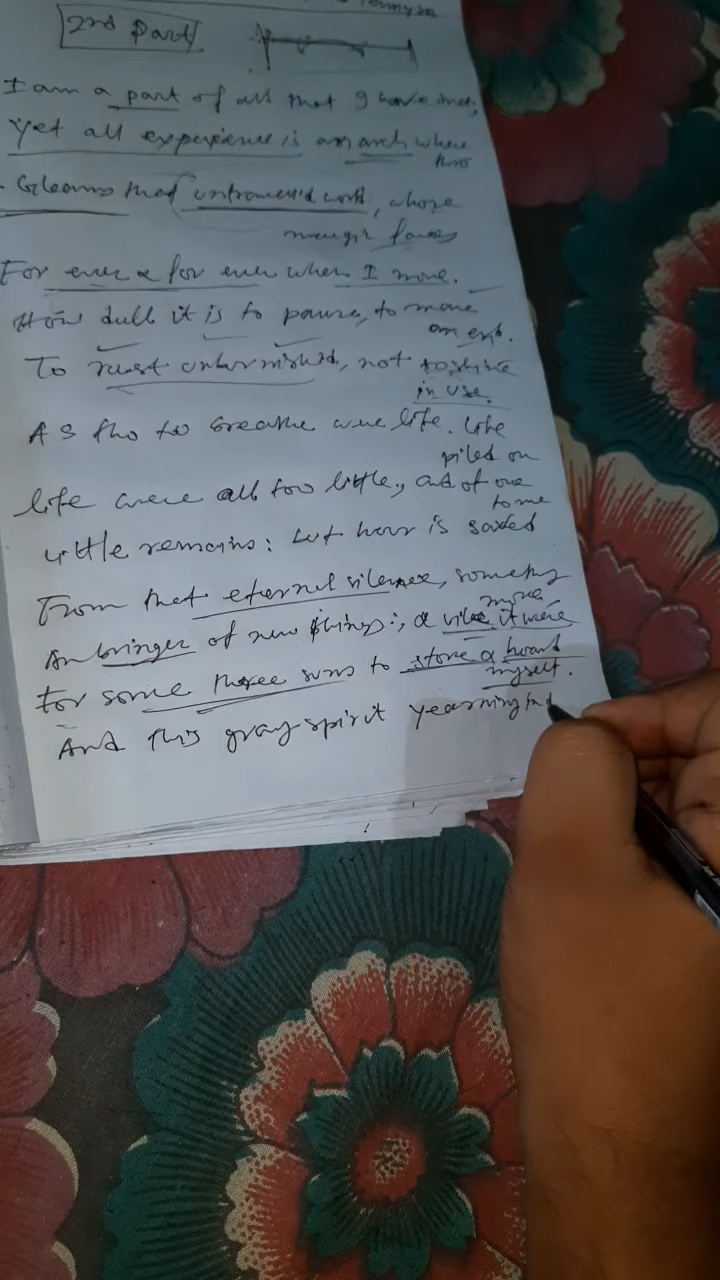 Tennyson
2nd Part
I am a part of all that I have met;
Yet all experience is an arch where
thro
Gleams that untravell'd world, whose
margin fades
For ever & for ever when I move.
How dull it is to pause, to make
an end.
To rust unburnished, not to shine
in use.
As tho to breathe were life. Life
piled on
life were all too little, and of one
to me
little remains: but hour is saved
From that eternal silence, something
more,
An bringer of new things:, & vile it were
For some three suns to store & hoard
myself.
And this gray spirit yearning in d